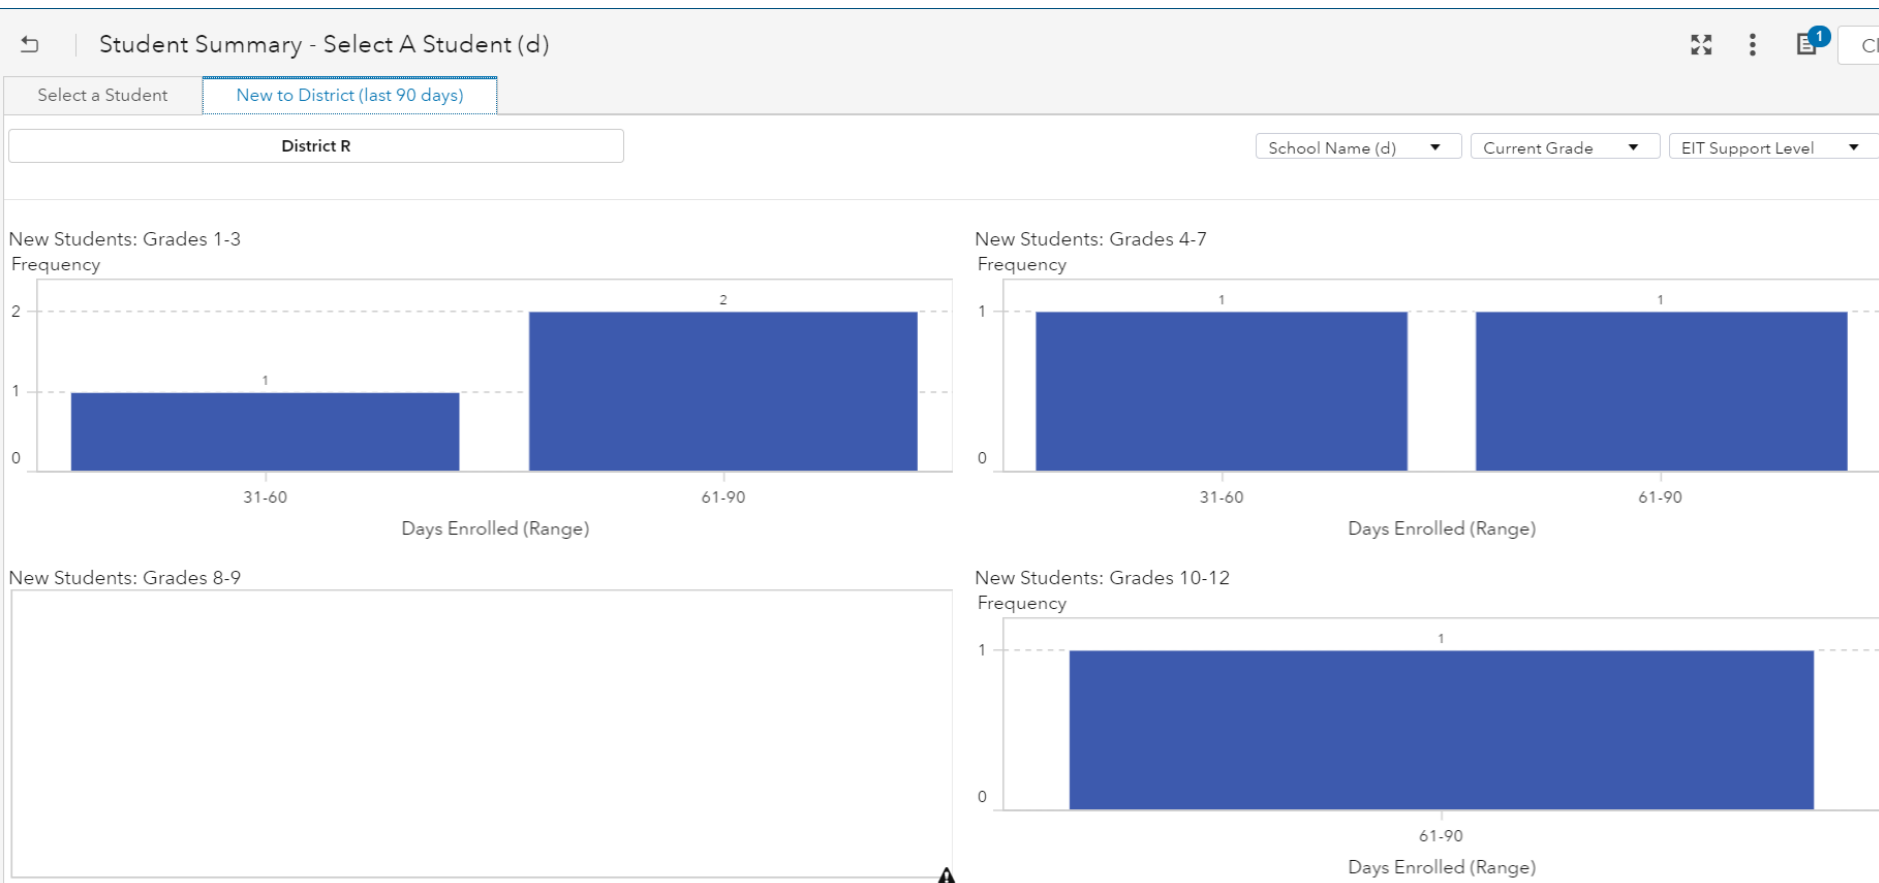 Student Summary - Select A Student (d)
1
Cl
Select a Student
New to District (last 90 days)
District R
School Name (d)
Current Grade
EIT Support Level
New Students: Grades 1-3
Frequency
2
1
0
1
2
31-60
61-90
Days Enrolled (Range)
New Students: Grades 4-7
Frequency
1
0
1
1
31-60
61-90
Days Enrolled (Range)
New Students: Grades 8-9
New Students: Grades 10-12
Frequency
1
0
1
61-90
Days Enrolled (Range)